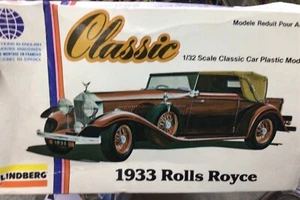 Classic
Modele Reduit Pour A
1/32 Scale Classic Car Plastic Mod
1933 Rolls Royce
LINDBERG